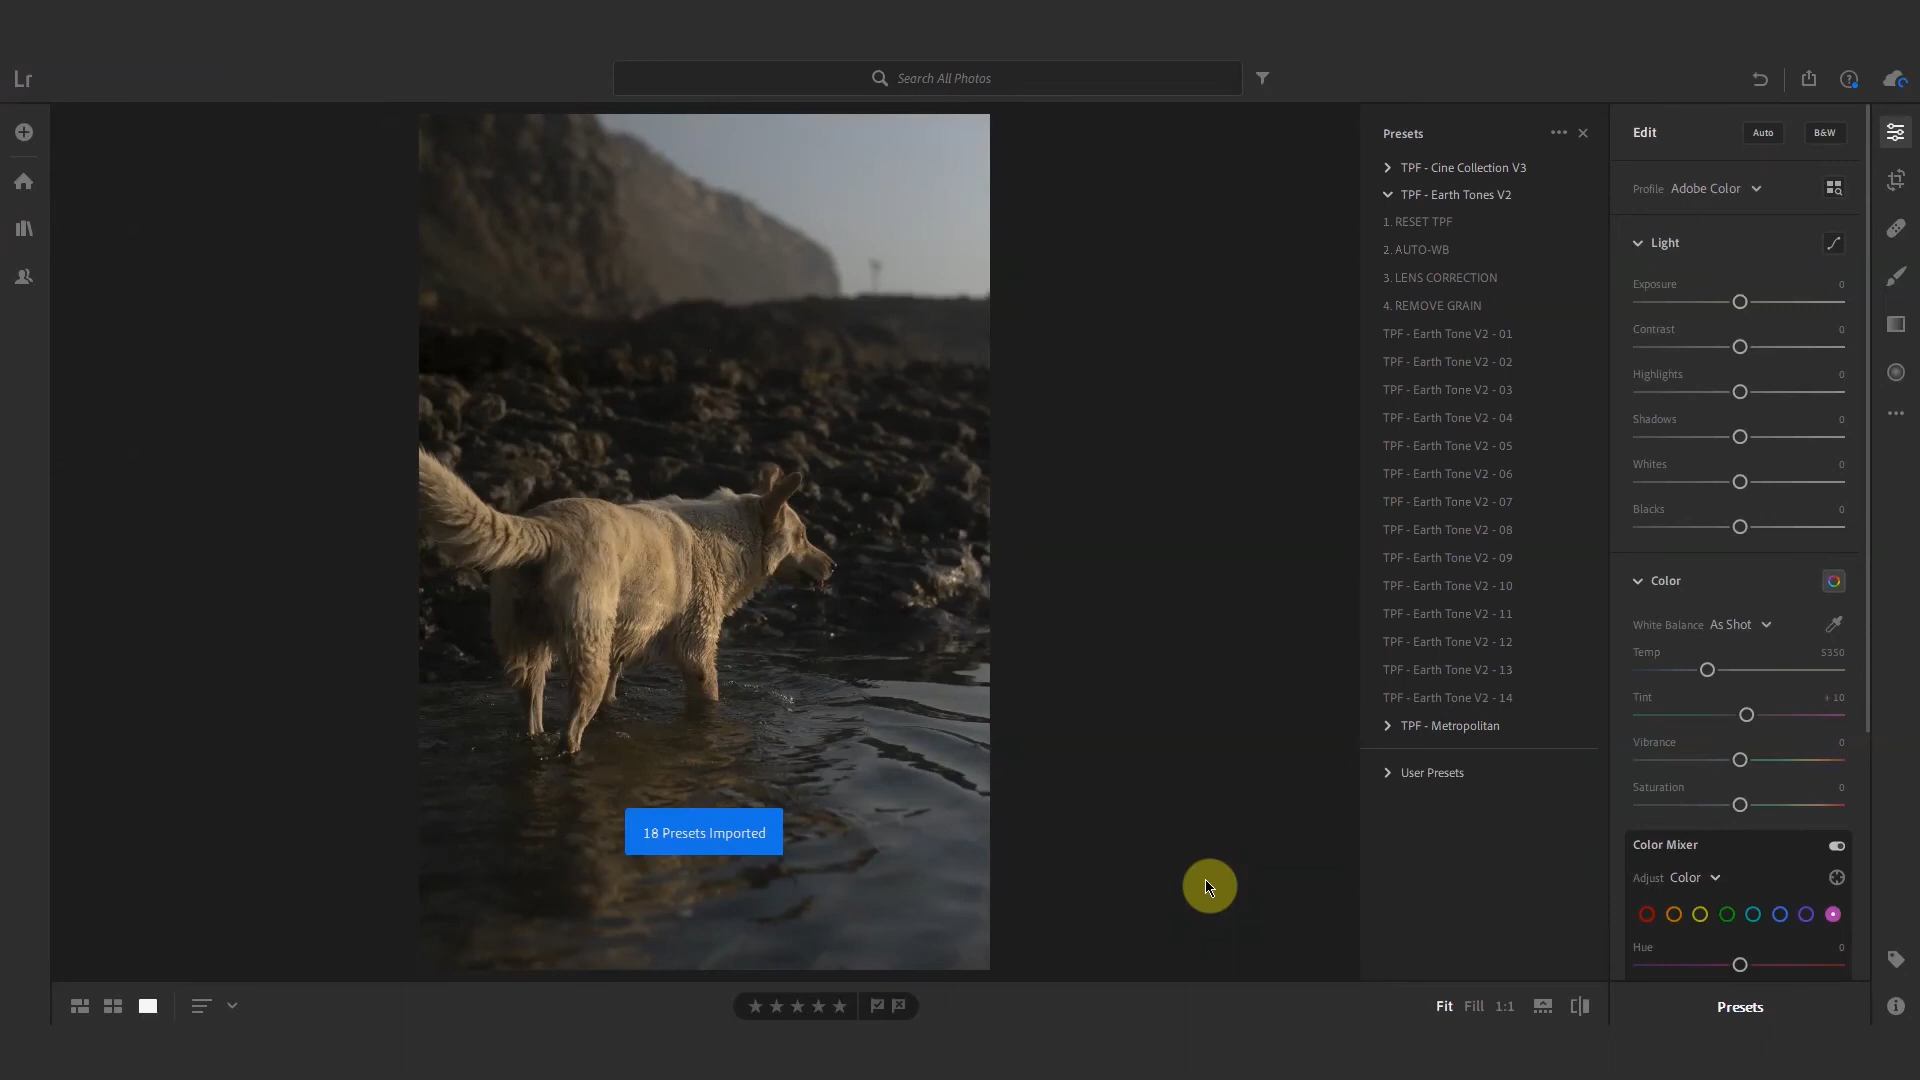 Lr
Search All Photos
Presets
TPF - Cine Collection V3
TPF - Earth Tones V2
1. RESET TPF
2. AUTO-WB
3. LENS CORRECTION
4. REMOVE GRAIN
TPF - Earth Tone V2 - 01
TPF - Earth Tone V2 - 02
TPF - Earth Tone V2 - 03
TPF - Earth Tone V2 - 04
TPF - Earth Tone V2 - 05
TPF - Earth Tone V2 - 06
TPF - Earth Tone V2 - 07
TPF - Earth Tone V2 - 08
TPF - Earth Tone V2 - 09
TPF - Earth Tone V2 - 10
TPF - Earth Tone V2 - 11
TPF - Earth Tone V2 - 12
TPF - Earth Tone V2 - 13
TPF - Earth Tone V2 - 14
TPF - Metropolitan
User Presets
18 Presets Imported
Edit Auto B&W
Profile Adobe Color
Light
Exposure 0
Contrast 0
Highlights 0
Shadows 0
Whites 0
Blacks 0
Color
White Balance As Shot
Temp 5350
Tint + 10
Vibrance 0
Saturation 0
Color Mixer
Adjust Color
Hue 0
Fit Fill 1:1
Presets